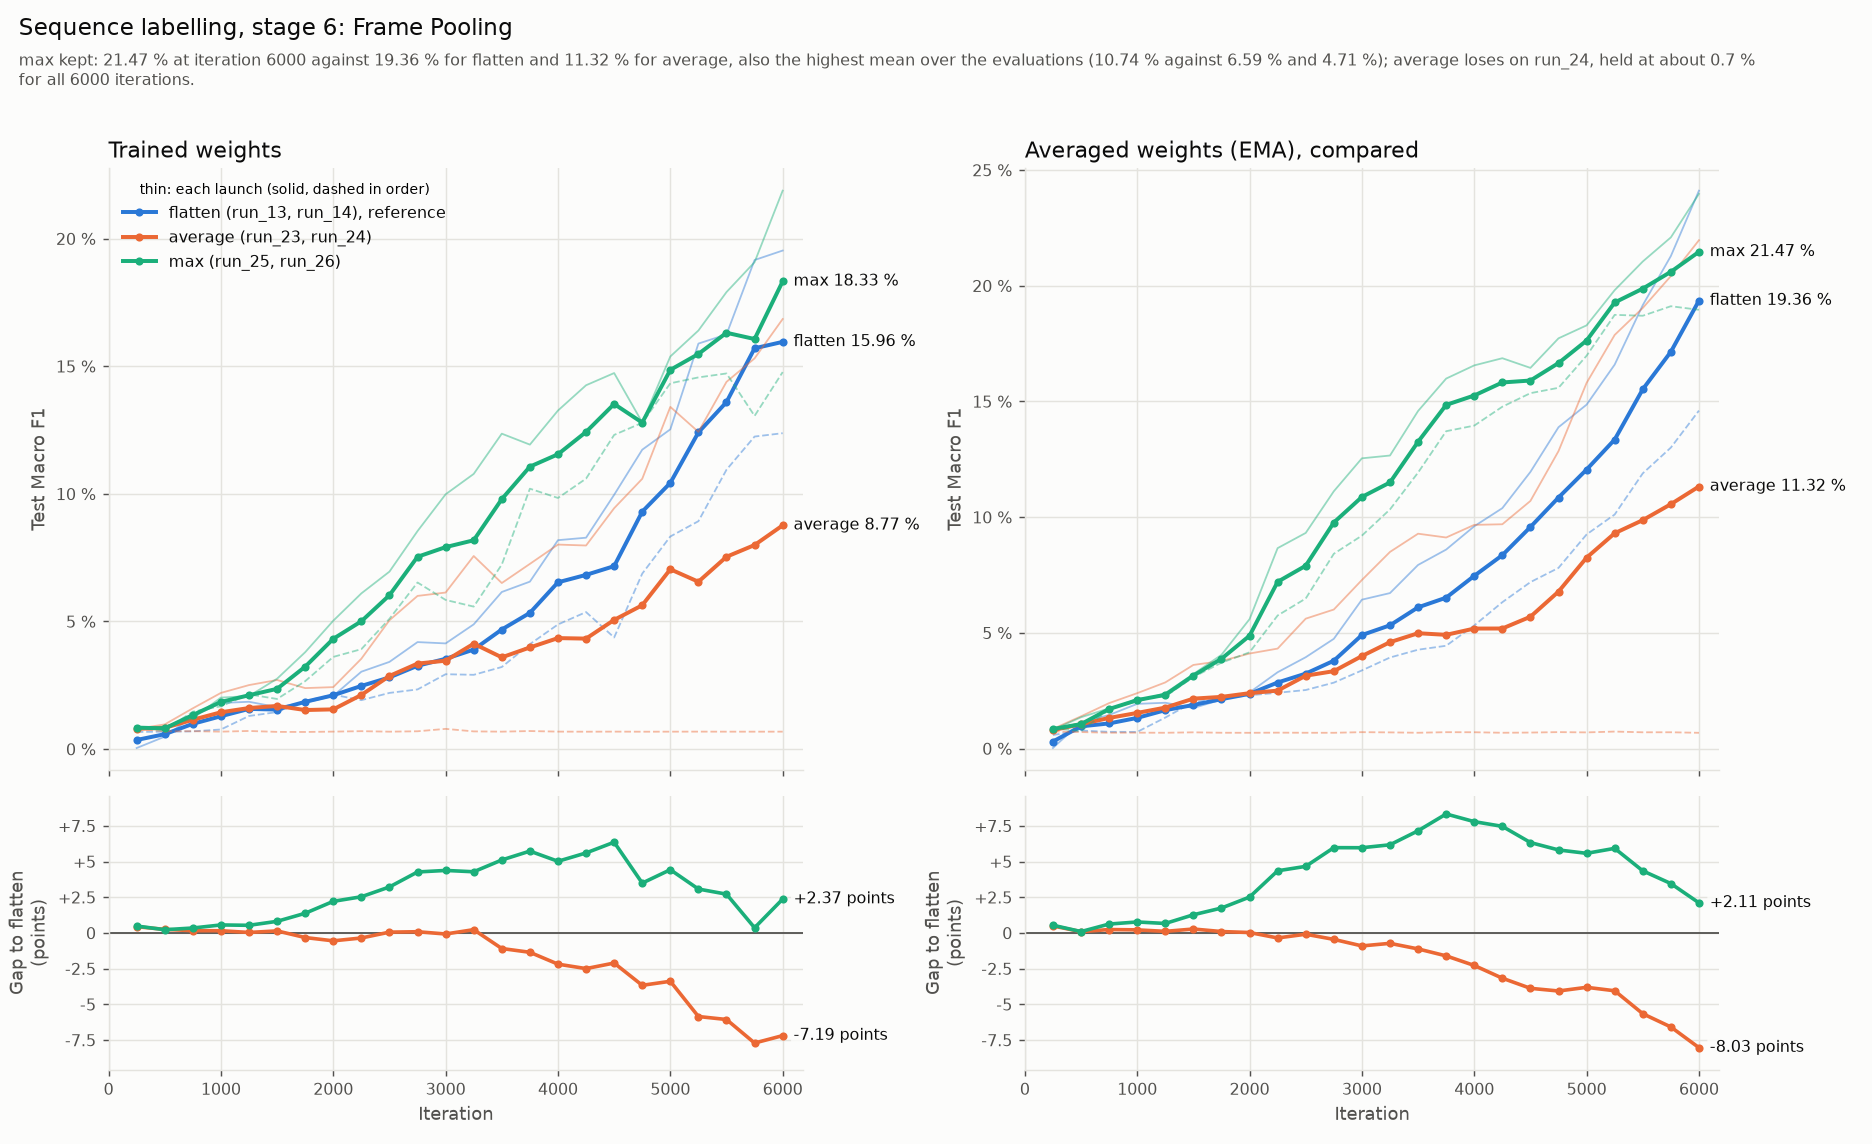 Sequence labelling, stage 6: Frame Pooling
max kept: 21.47 % at iteration 6000 against 19.36 % for flatten and 11.32 % for average, also the highest mean over the evaluations (10.74 % against 6.59 % and 4.71 %); average loses on run_24, held at about 0.7 %
for all 6000 iterations.
Trained weights
thin: each launch (solid, dashed in order)
flatten (run_13, run_14), reference
average (run_23, run_24)
max (run_25, run_26)
20 %
15 %
10 %
5 %
0 %
Test Macro F1
max 18.33 %
flatten 15.96 %
average 8.77 %
+7.5
+5
+2.5
0
-2.5
-5
-7.5
Gap to flatten
(points)
+2.37 points
-7.19 points
0
1000
2000
3000
4000
5000
6000
Iteration
Averaged weights (EMA), compared
25 %
20 %
15 %
10 %
5 %
0 %
Test Macro F1
max 21.47 %
flatten 19.36 %
average 11.32 %
+7.5
+5
+2.5
0
-2.5
-5
-7.5
Gap to flatten
(points)
+2.11 points
-8.03 points
0
1000
2000
3000
4000
5000
6000
Iteration